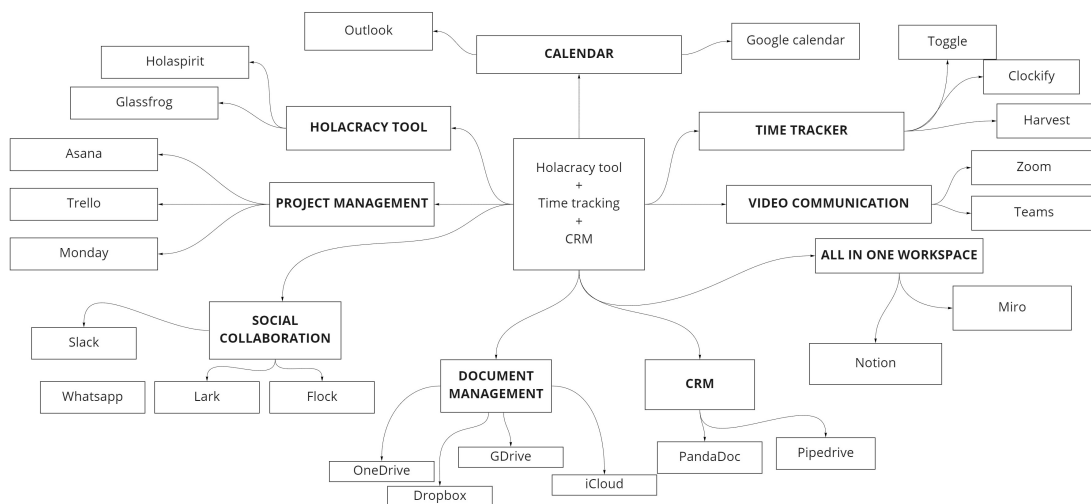 Outlook
CALENDAR
Google calendar
Toggle
Holaspirit
Clockify
Glassfrog
HOLACRACY TOOL
TIME TRACKER
Harvest
Asana
Holacracy tool
+
Time tracking
+
CRM
Zoom
Trello
PROJECT MANAGEMENT
VIDEO COMMUNICATION
Teams
Monday
ALL IN ONE WORKSPACE
Miro
SOCIAL
COLLABORATION
Slack
Notion
Whatsapp
Lark
Flock
DOCUMENT
MANAGEMENT
CRM
OneDrive
GDrive
PandaDoc
Pipedrive
Dropbox
iCloud